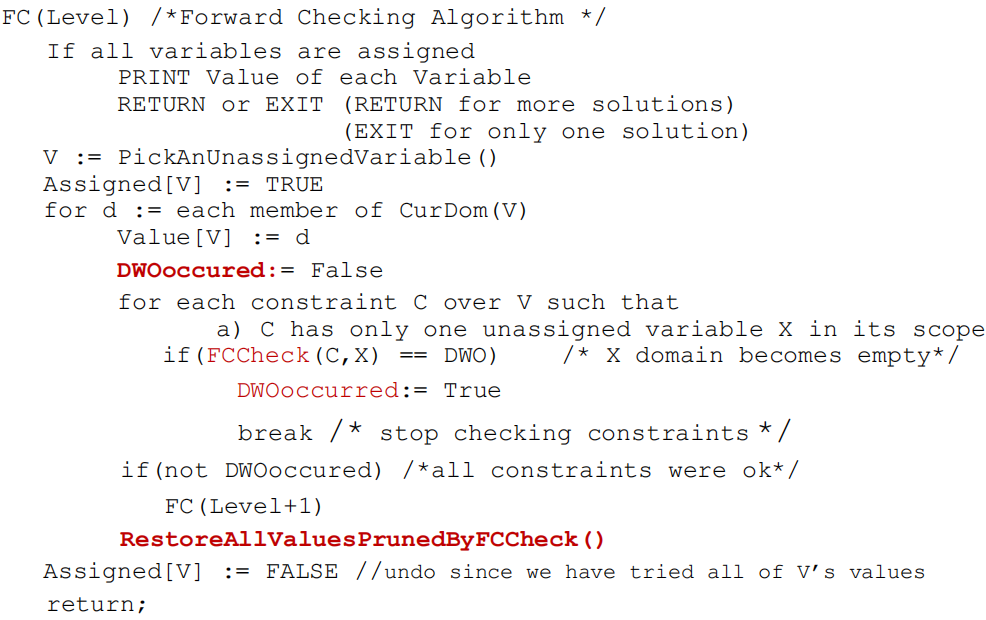 FC(Level) /*Forward Checking Algorithm */
If all variables are assigned
PRINT Value of each Variable
RETURN or EXIT (RETURN for more solutions)
(EXIT for only one solution)
V := PickAnUnassignedVariable()
Assigned[V] := TRUE
for d := each member of CurDom(V)
Value[V] := d
DWOoccured:= False
for each constraint C over V such that
a) C has only one unassigned variable X in its scope
if(FCCheck(C,X) == DWO) /* X domain becomes empty*/
DWOoccurred:= True
break /* stop checking constraints */
if(not DWOoccured) /*all constraints were ok*/
FC(Level+1)
RestoreAllValuesPrunedByFCCheck()
Assigned[V] := FALSE //undo since we have tried all of V’s values
return;